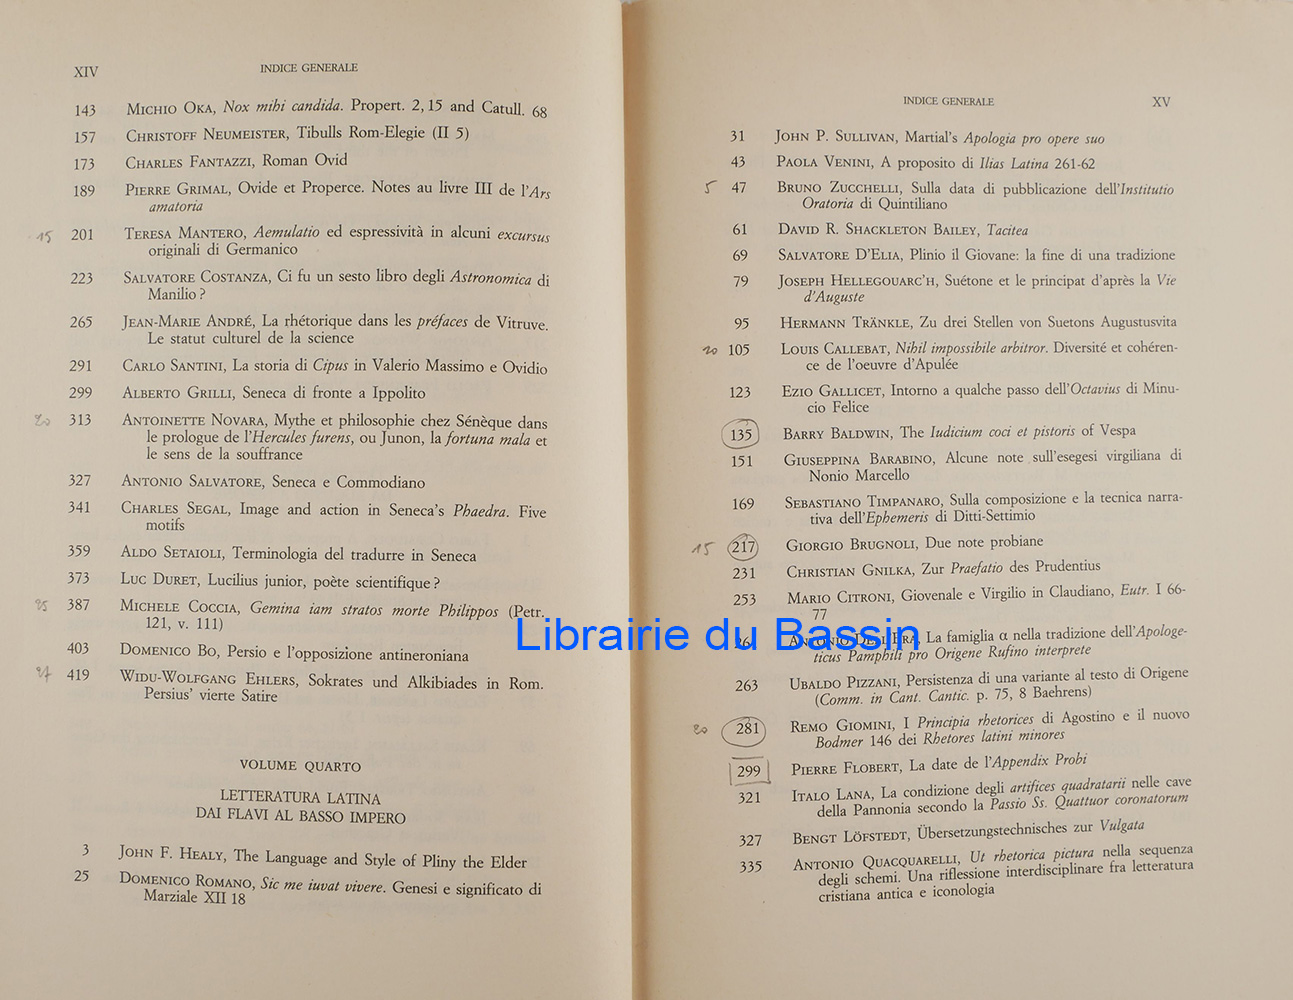 XIV INDICE GENERALE
143 MICHIO OKA, Nox mihi candida. Propert. 2, 15 and Catull. 68
157 CHRISTOFF NEUMEISTER, Tibulls Rom-Elegie (II 5)
173 CHARLES FANTAZZI, Roman Ovid
189 PIERRE GRIMAL, Ovide et Properce. Notes au livre III de l'Ars
amatoria
15 201 TERESA MANTERO, Aemulatio ed espressività in alcuni excursus
originali di Germanico
223 SALVATORE COSTANZA, Ci fu un sesto libro degli Astronomica di
Manilio ?
265 JEAN-MARIE ANDRÉ, La rhétorique dans les préfaces de Vitruve.
Le statut culturel de la science
291 CARLO SANTINI, La storia di Cipus in Valerio Massimo e Ovidio
299 ALBERTO GRILLI, Seneca di fronte a Ippolito
20 313 ANTOINETTE NOVARA, Mythe et philosophie chez Sénèque dans
le prologue de l'Hercules furens, ou Junon, la fortuna mala et
le sens de la souffrance
327 ANTONIO SALVATORE, Seneca e Commodiano
341 CHARLES SEGAL, Image and action in Seneca's Phaedra. Five
motifs
359 ALDO SETAIOLI, Terminologia del tradurre in Seneca
373 LUC DURET, Lucilius junior, poète scientifique ?
387 MICHELE COCCIA, Gemina iam stratos morte Philippos (Petr.
121, v. 111)
403 DOMENICO BO, Persio e l'opposizione antineroniana
419 WIDU-WOLFGANG EHLERS, Sokrates und Alkibiades in Rom.
Persius' vierte Satire
VOLUME QUARTO
LETTERATURA LATINA
DAI FLAVI AL BASSO IMPERO
3 JOHN F. HEALY, The Language and Style of Pliny the Elder
25 DOMENICO ROMANO, Sic me iuvat vivere. Genesi e significato di
Marziale XII 18
INDICE GENERALE XV
31 JOHN P. SULLIVAN, Martial's Apologia pro opere suo
43 PAOLA VENINI, A proposito di Ilias Latina 261-62
5 47 BRUNO ZUCCHELLI, Sulla data di pubblicazione dell'Institutio
Oratoria di Quintiliano
61 DAVID R. SHACKLETON BAILEY, Tacitea
69 SALVATORE D'ELIA, Plinio il Giovane: la fine di una tradizione
79 JOSEPH HELLEGOUARC'H, Suétone et le principat d'après la Vie
d'Auguste
95 HERMANN TRÄNKLE, Zu drei Stellen von Suetons Augustusvita
20 105 LOUIS CALLEBAT, Nihil impossibile arbitror. Diversité et cohéren-
ce de l'oeuvre d'Apulée
123 EZIO GALLICET, Intorno a qualche passo dell'Octavius di Minu-
cio Felice
135 BARRY BALDWIN, The Iudicium coci et pistoris of Vespa
151 GIUSEPPINA BARABINO, Alcune note sull'esegesi virgiliana di
Nonio Marcello
169 SEBASTIANO TIMPANARO, Sulla composizione e la tecnica narra-
tiva dell'Ephemeris di Ditti-Settimio
15 217 GIORGIO BRUGNOLI, Due note probiane
231 CHRISTIAN GNILKA, Zur Praefatio des Prudentius
253 MARIO CITRONI, Giovenale e Virgilio in Claudiano, Eutr. I 66-
77
Librairie du Bassin
ANTONIO DELL'ERA, La famiglia α nella tradizione dell'Apologe-
ticus Pamphili pro Origene Rufino interprete
263 UBALDO PIZZANI, Persistenza di una variante al testo di Origene
(Comm. in Cant. Cantic. p. 75, 8 Baehrens)
20 281 REMO GIOMINI, I Principia rhetorices di Agostino e il nuovo
Bodmer 146 dei Rhetores latini minores
299 PIERRE FLOBERT, La date de l'Appendix Probi
321 ITALO LANA, La condizione degli artifices quadratarii nelle cave
della Pannonia secondo la Passio Ss. Quattuor coronatorum
327 BENGT LÖFSTEDT, Übersetzungstechnisches zur Vulgata
335 ANTONIO QUACQUARELLI, Ut rhetorica pictura nella sequenza
degli schemi. Una riflessione interdisciplinare fra letteratura
cristiana antica e iconologia